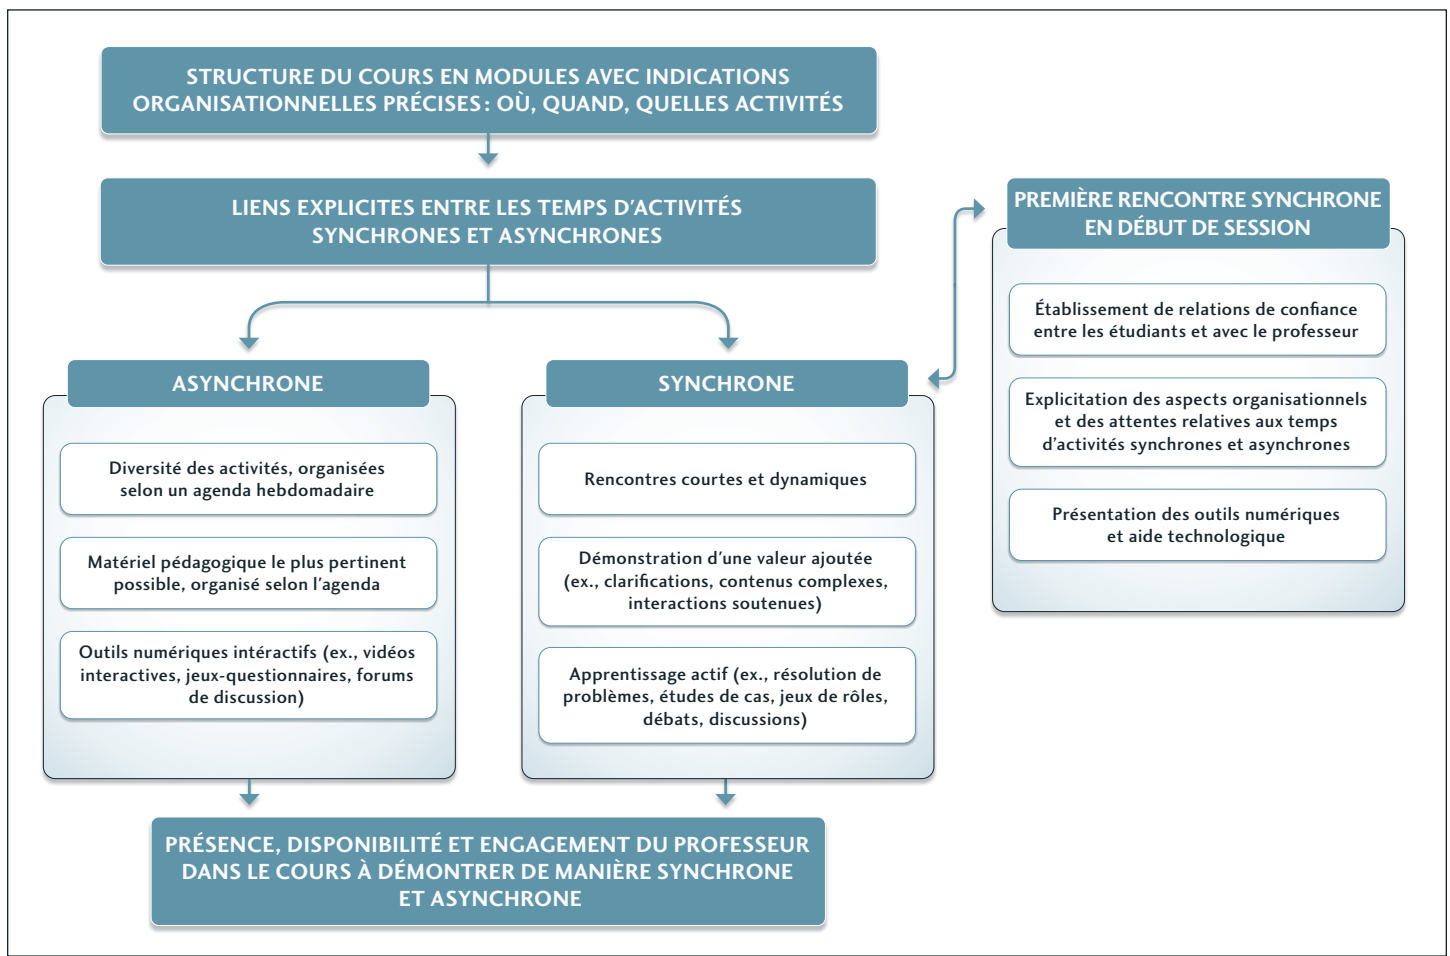 STRUCTURE DU COURS EN MODULES AVEC INDICATIONS
ORGANISATIONNELLES PRÉCISES : OÙ, QUAND, QUELLES ACTIVITÉS
LIENS EXPLICITES ENTRE LES TEMPS D’ACTIVITÉS
SYNCHRONES ET ASYNCHRONES
ASYNCHRONE
Diversité des activités, organisées
selon un agenda hebdomadaire
Matériel pédagogique le plus pertinent
possible, organisé selon l’agenda
Outils numériques intéractifs (ex., vidéos
interactives, jeux-questionnaires, forums
de discussion)
SYNCHRONE
Rencontres courtes et dynamiques
Démonstration d’une valeur ajoutée
(ex., clarifications, contenus complexes,
interactions soutenues)
Apprentissage actif (ex., résolution de
problèmes, études de cas, jeux de rôles,
débats, discussions)
PREMIÈRE RENCONTRE SYNCHRONE
EN DÉBUT DE SESSION
Établissement de relations de confiance
entre les étudiants et avec le professeur
Explicitation des aspects organisationnels
et des attentes relatives aux temps
d’activités synchrones et asynchrones
Présentation des outils numériques
et aide technologique
PRÉSENCE, DISPONIBILITÉ ET ENGAGEMENT DU PROFESSEUR
DANS LE COURS À DÉMONTRER DE MANIÈRE SYNCHRONE
ET ASYNCHRONE